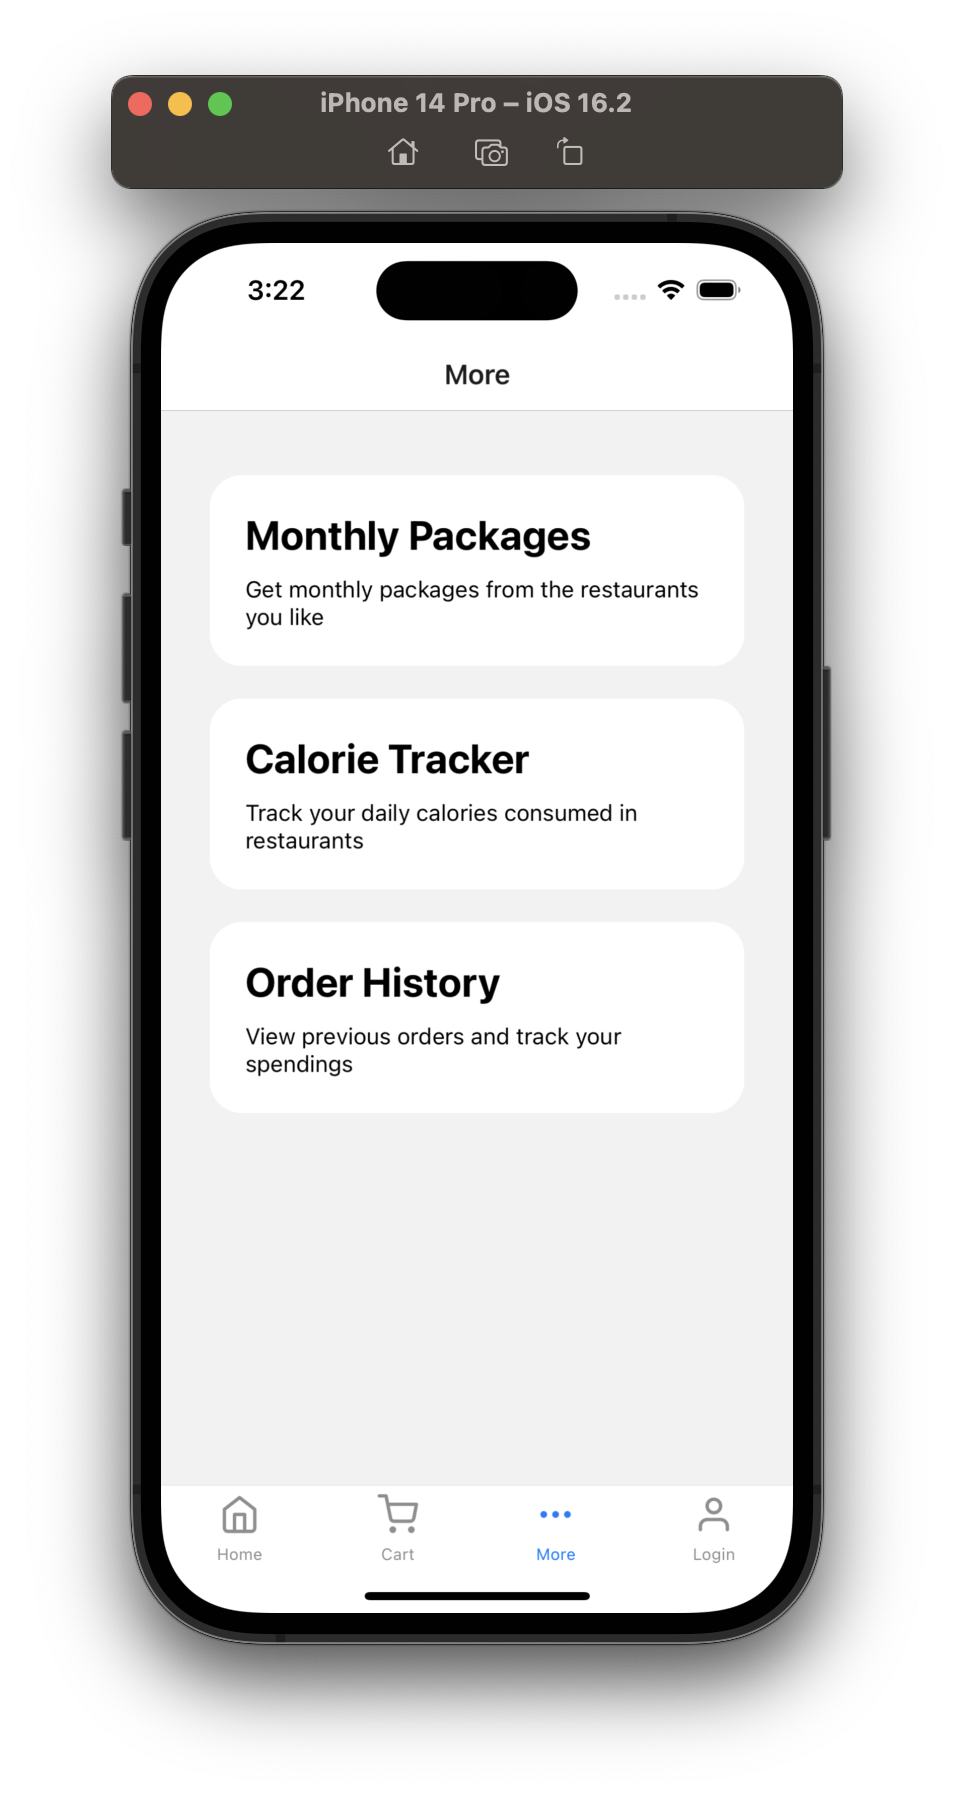 iPhone 14 Pro – iOS 16.2
3:22
More
Monthly Packages
Get monthly packages from the restaurants
you like
Calorie Tracker
Track your daily calories consumed in
restaurants
Order History
View previous orders and track your
spendings
Home
Cart
More
Login